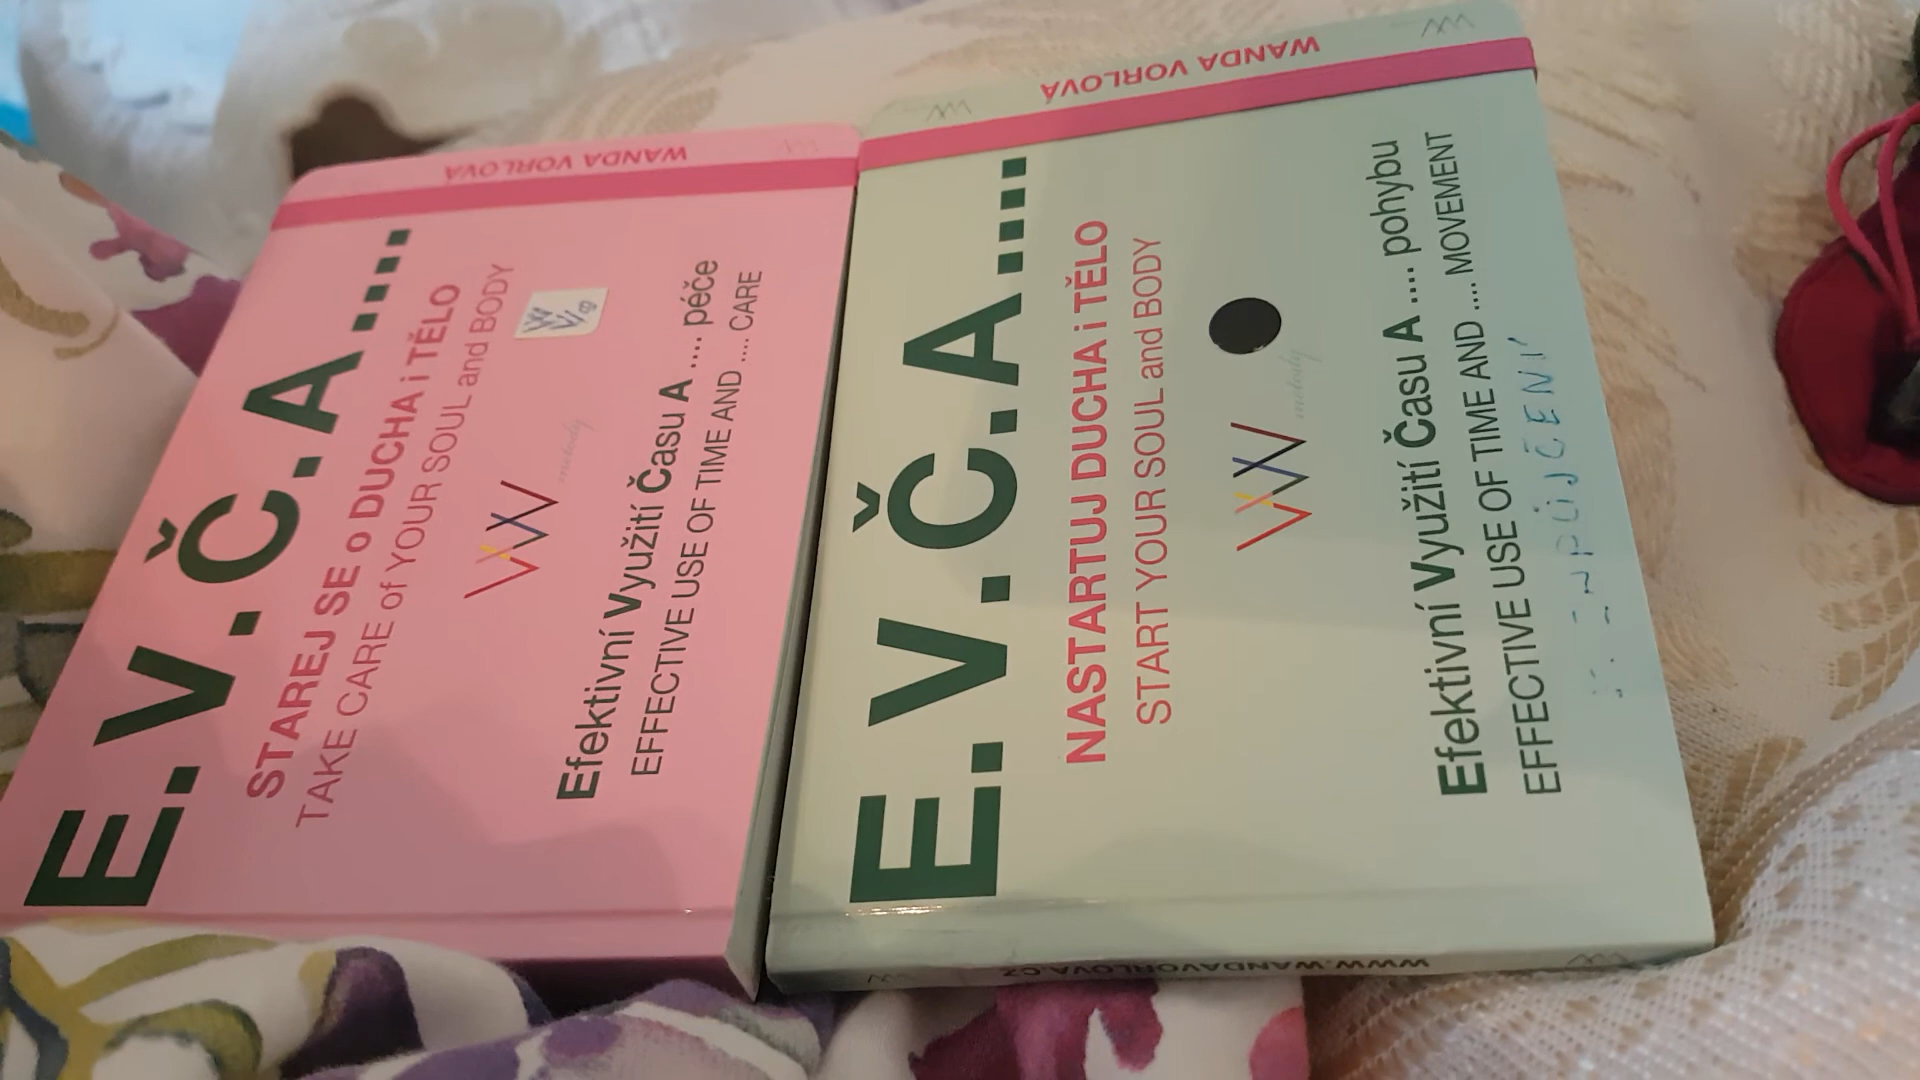 WANDA VORLOVÁ
E.V.Č.A....
STAREJ SE o DUCHA i TĚLO
TAKE CARE of YOUR SOUL and BODY
melody
Efektivní Využití Času A .... péče
EFFECTIVE USE OF TIME AND .... CARE
WANDA VORLOVÁ
E.V.Č.A....
NASTARTUJ DUCHA i TĚLO
START YOUR SOUL and BODY
melody
Efektivní Využití Času A .... pohybu
EFFECTIVE USE OF TIME AND .... MOVEMENT
WWW.WANDAVORLOVA.CZ